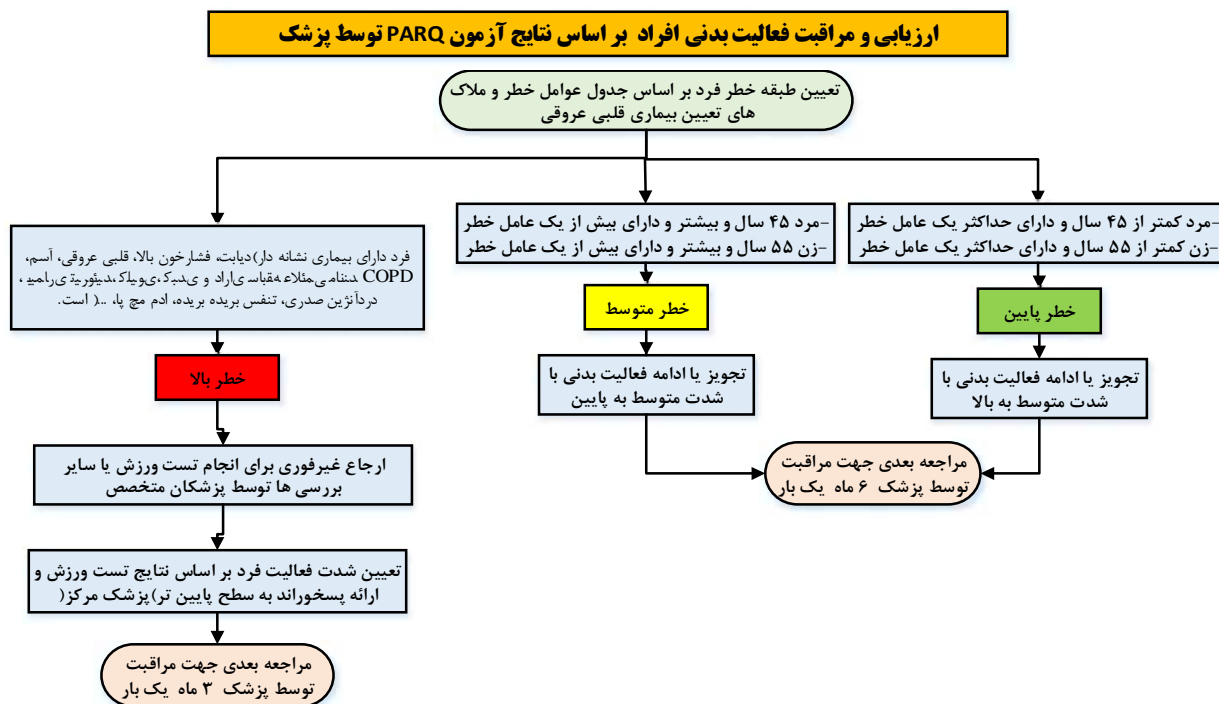 ارزیابی و مراقبت فعالیت بدنی افراد بر اساس نتایج آزمون PARQ توسط پزشک
تعیین طبقه خطر فرد بر اساس جدول عوامل خطر و ملاک
های تعیین بیماری قلبی عروقی
-مرد کمتر از ۴۵ سال و دارای حداکثر یک عامل خطر
-زن کمتر از ۵۵ سال و دارای حداکثر یک عامل خطر
خطر پایین
تجویز یا ادامه فعالیت بدنی با
شدت متوسط به بالا
-مرد ۴۵ سال و بیشتر و دارای بیش از یک عامل خطر
-زن ۵۵ سال و بیشتر و دارای بیش از یک عامل خطر
خطر متوسط
تجویز یا ادامه فعالیت بدنی با
شدت متوسط به پایین
مراجعه بعدی جهت مراقبت
توسط پزشک ۶ ماه یک بار
فرد دارای بیماری نشانه دار)دیابت، فشارخون بالا، قلبی عروقی، آسم،
COPD
دردآنژین صدری، تنفس بریده بریده، ادم مچ پا، ...( است.
خطر بالا
ارجاع غیرفوری برای انجام تست ورزش یا سایر
بررسی ها توسط پزشکان متخصص
تعیین شدت فعالیت فرد بر اساس نتایج تست ورزش و
ارائه پسخوراند به سطح پایین تر)پزشک مرکز(
مراجعه بعدی جهت مراقبت
توسط پزشک ۳ ماه یک بار